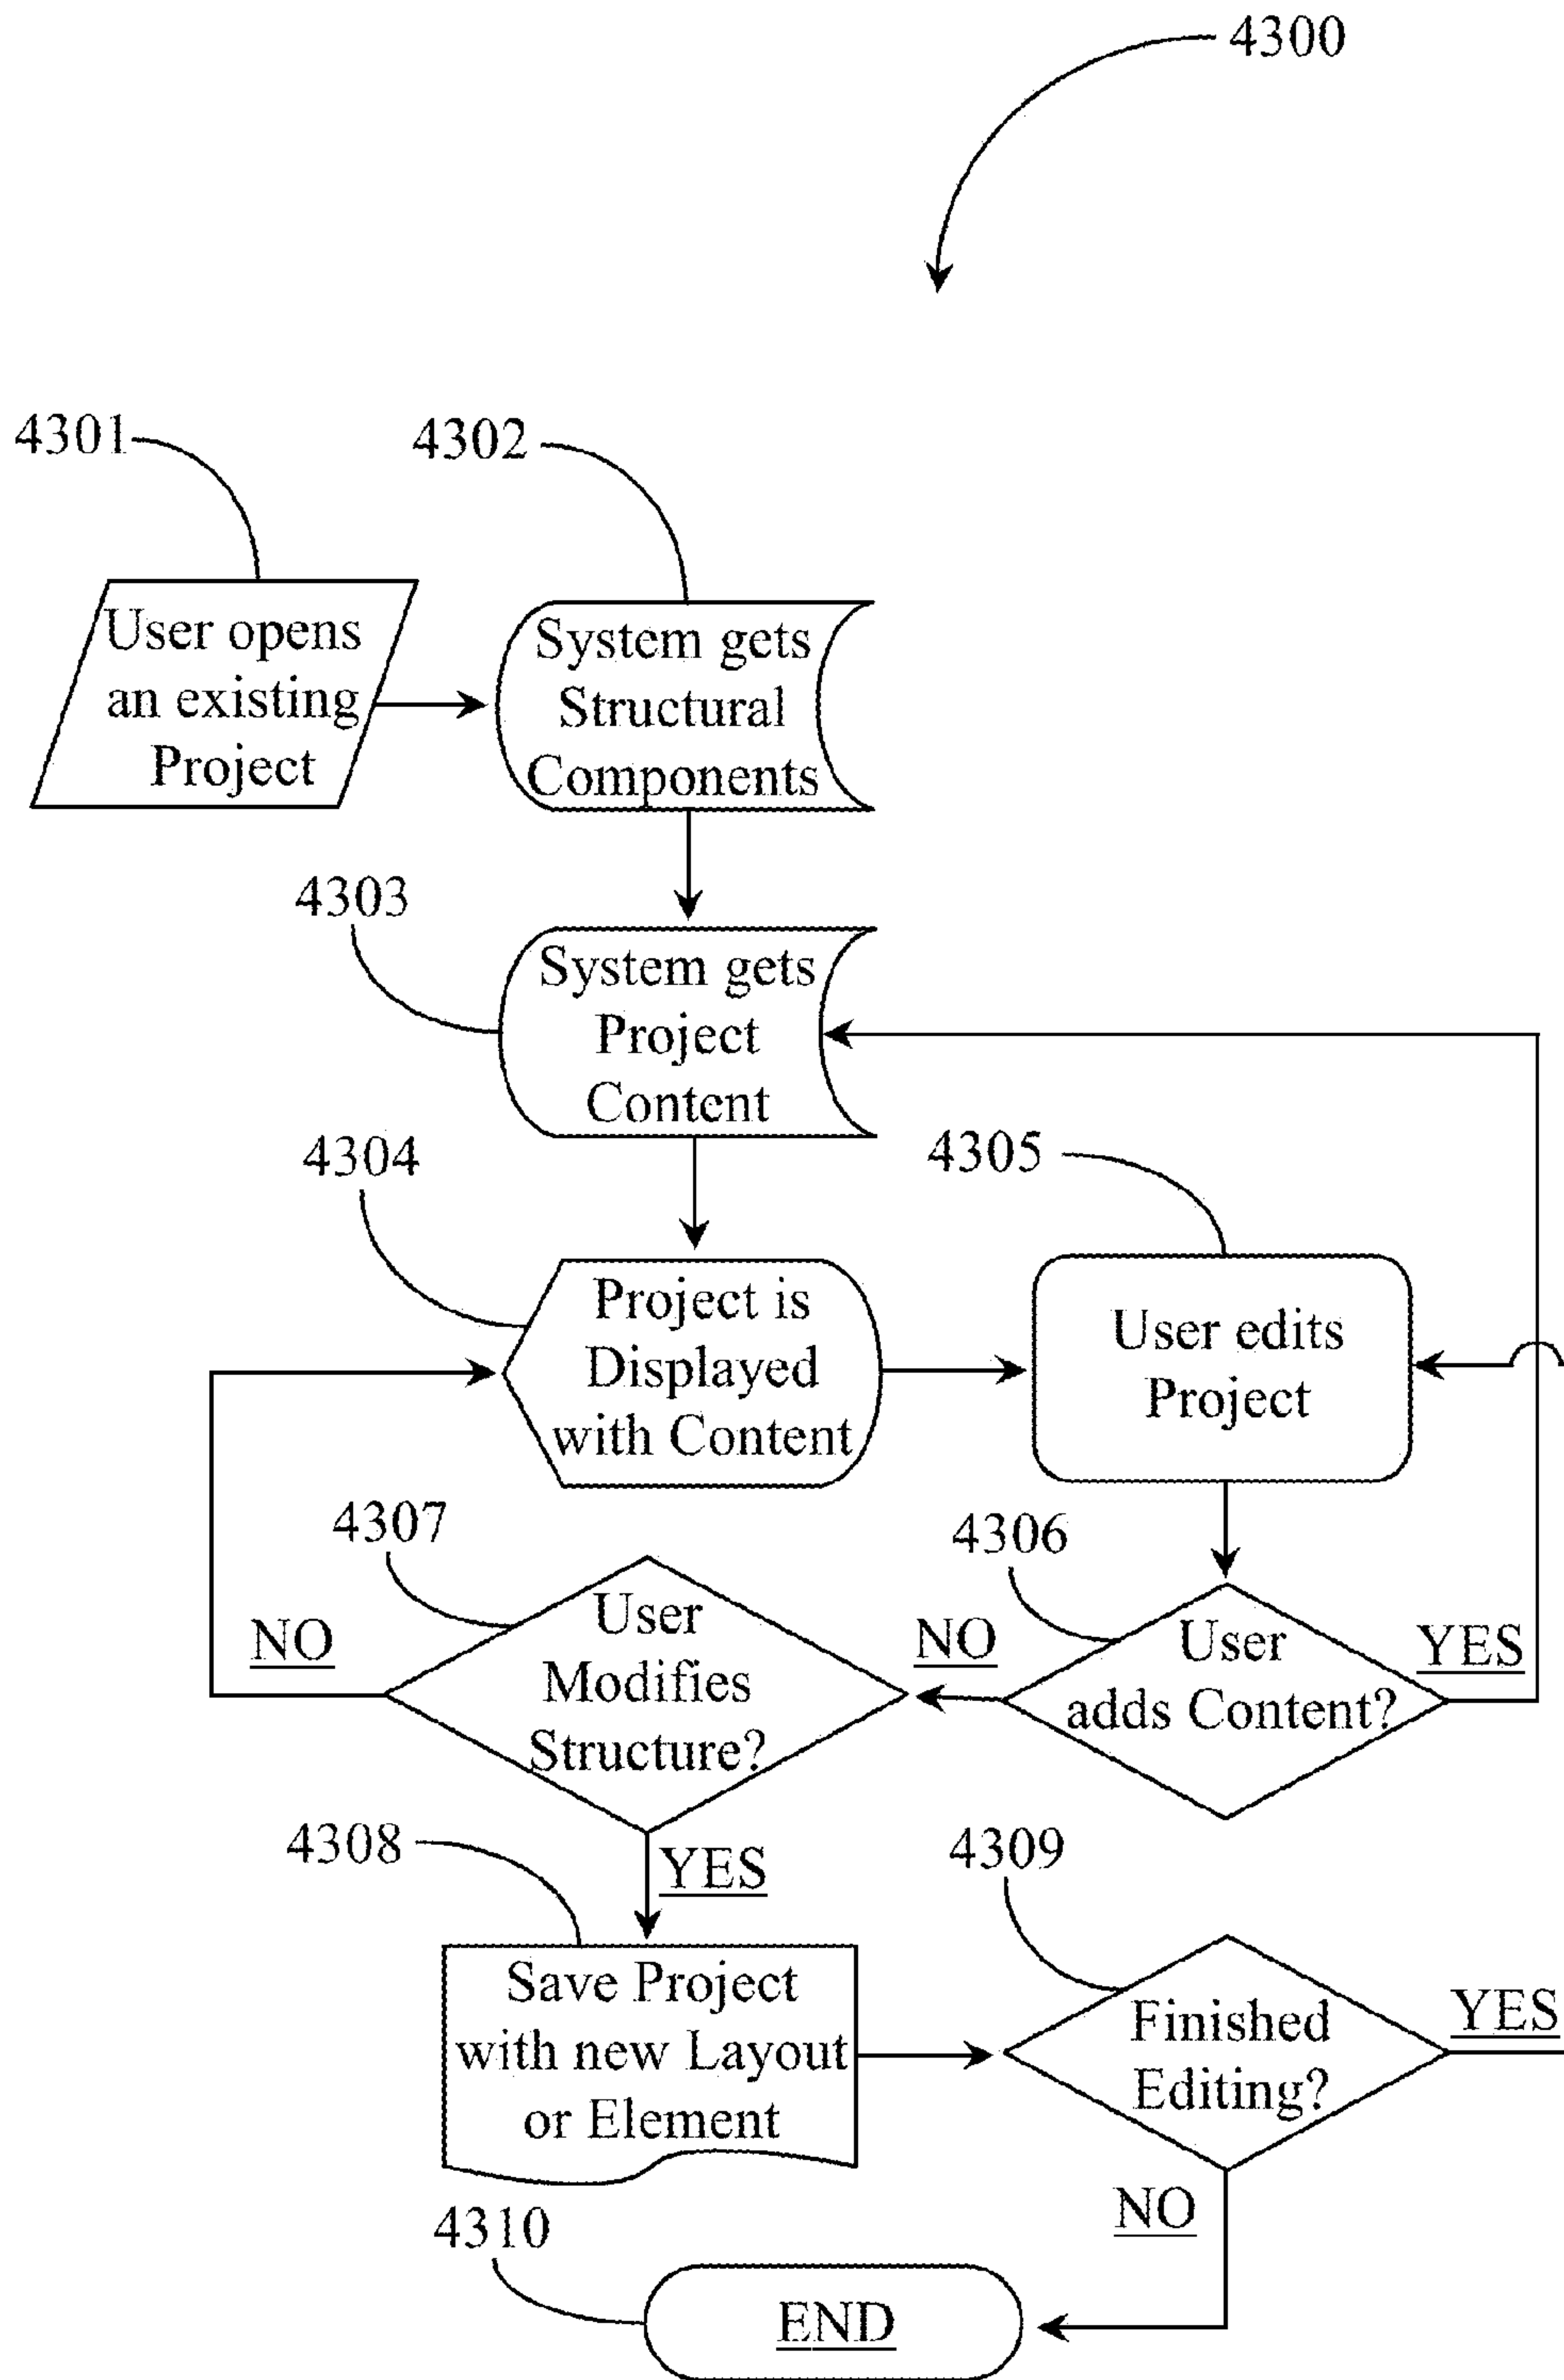 4300
4301
4302
User opens
an existing
Project
System gets
Structural
Components
4303
System gets
Project
Content
4304
4305
Project is
Displayed
with Content
User edits
Project
4307
4306
NO
User
Modifies
Structure?
NO
User
adds Content?
YES
4308
YES
4309
Save Project
with new Layout
or Element
Finished
Editing?
YES
NO
4310
END